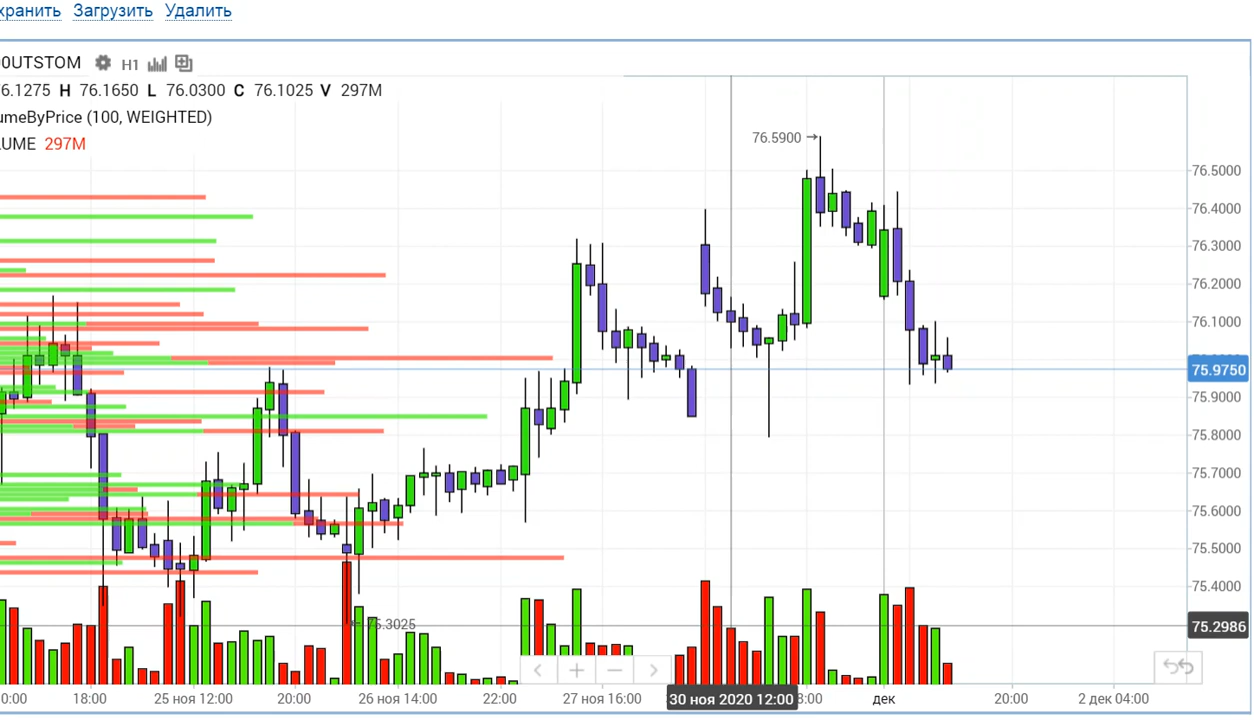 хранить Загрузить Удалить
00UTSTOM H1
6.1275 H 76.1650 L 76.0300 C 76.1025 V 297M
umeByPrice (100, WEIGHTED)
LUME 297M
76.5900
76.5000
76.4000
76.3000
76.2000
76.1000
75.9750
75.9000
75.8000
75.7000
75.6000
75.5000
75.4000
75.3025
75.2986
0:00 18:00 25 ноя 12:00 20:00 26 ноя 14:00 22:00 27 ноя 16:00 30 ноя 2020 12:00 8:00 дек 20:00 2 дек 04:00